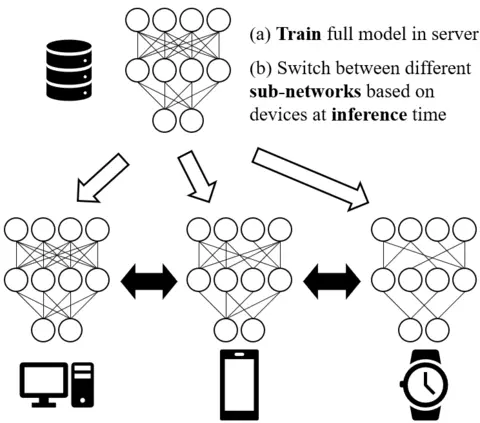 (a) Train full model in server
(b) Switch between different
sub-networks based on
devices at inference time